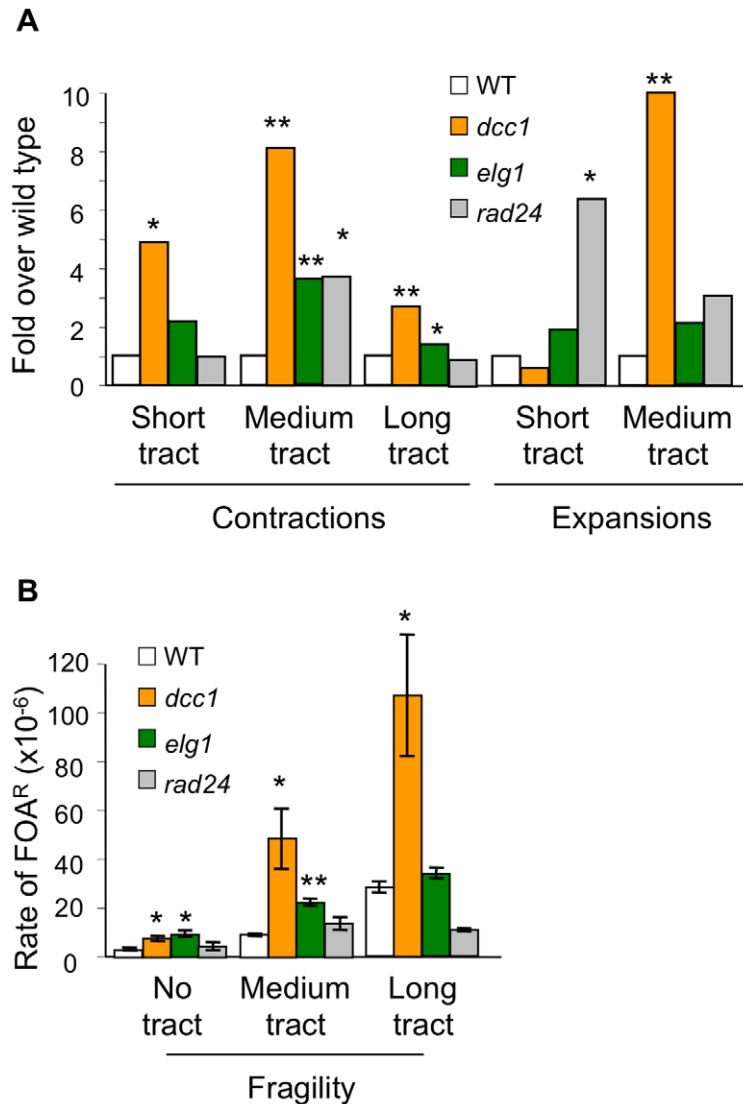 A
Fold over wild type
10
8
6
4
2
0
WT
dcc1
elg1
rad24
*
**
**
*
**
*
*
**
Short tract
Medium tract
Long tract
Short tract
Medium tract
Contractions
Expansions
B
Rate of FOAᴿ (x10⁻⁶)
120
100
80
60
40
20
0
WT
dcc1
elg1
rad24
*
*
*
**
*
No tract
Medium tract
Long tract
Fragility